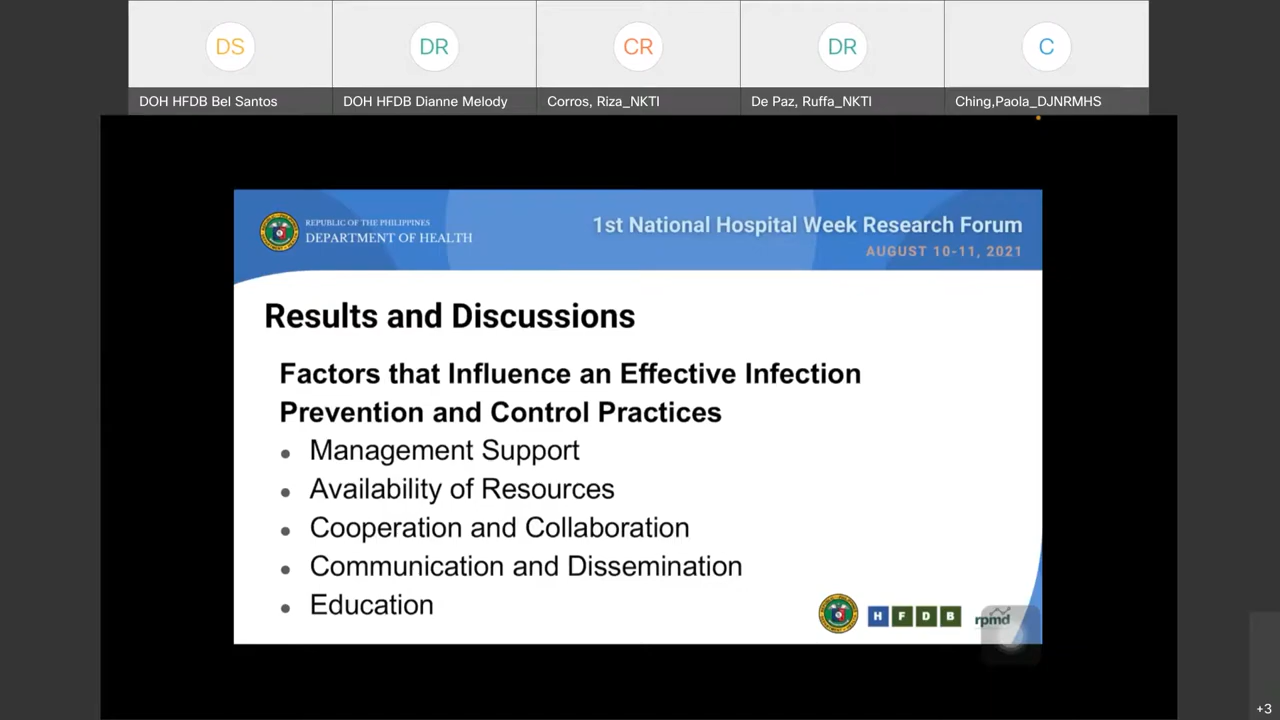 DS
DR
CR
DR
C
DOH HFDB Bel Santos
DOH HFDB Dianne Melody
Corros, Riza_NKTI
De Paz, Ruffa_NKTI
Ching,Paola_DJNRMHS
REPUBLIC OF THE PHILIPPINES
DEPARTMENT OF HEALTH
1st National Hospital Week Research Forum
AUGUST 10-11, 2021
Results and Discussions
Factors that Influence an Effective Infection
Prevention and Control Practices
• Management Support
• Availability of Resources
• Cooperation and Collaboration
• Communication and Dissemination
• Education
H F D B
rpmd
+3